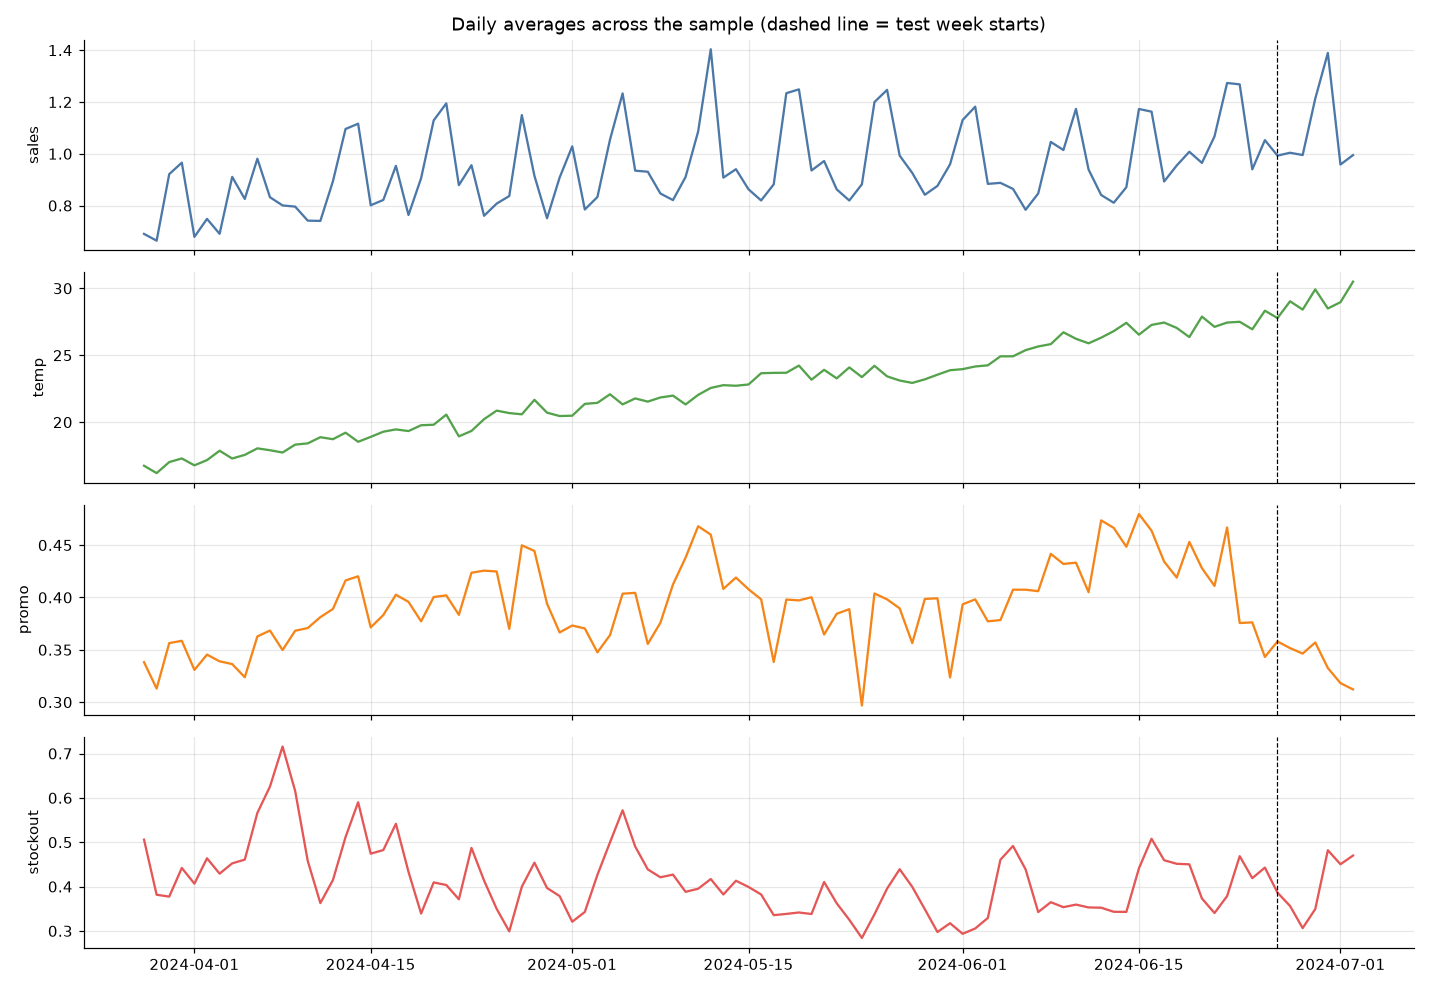 Daily averages across the sample (dashed line = test week starts)
sales
1.4
1.2
1.0
0.8
temp
30
25
20
promo
0.45
0.40
0.35
0.30
stockout
0.7
0.6
0.5
0.4
0.3
2024-04-01 2024-04-15 2024-05-01 2024-05-15 2024-06-01 2024-06-15 2024-07-01